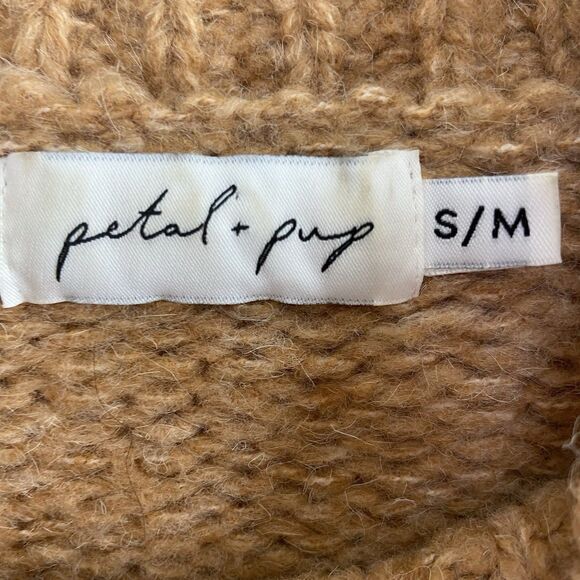 petal + pup
S/M